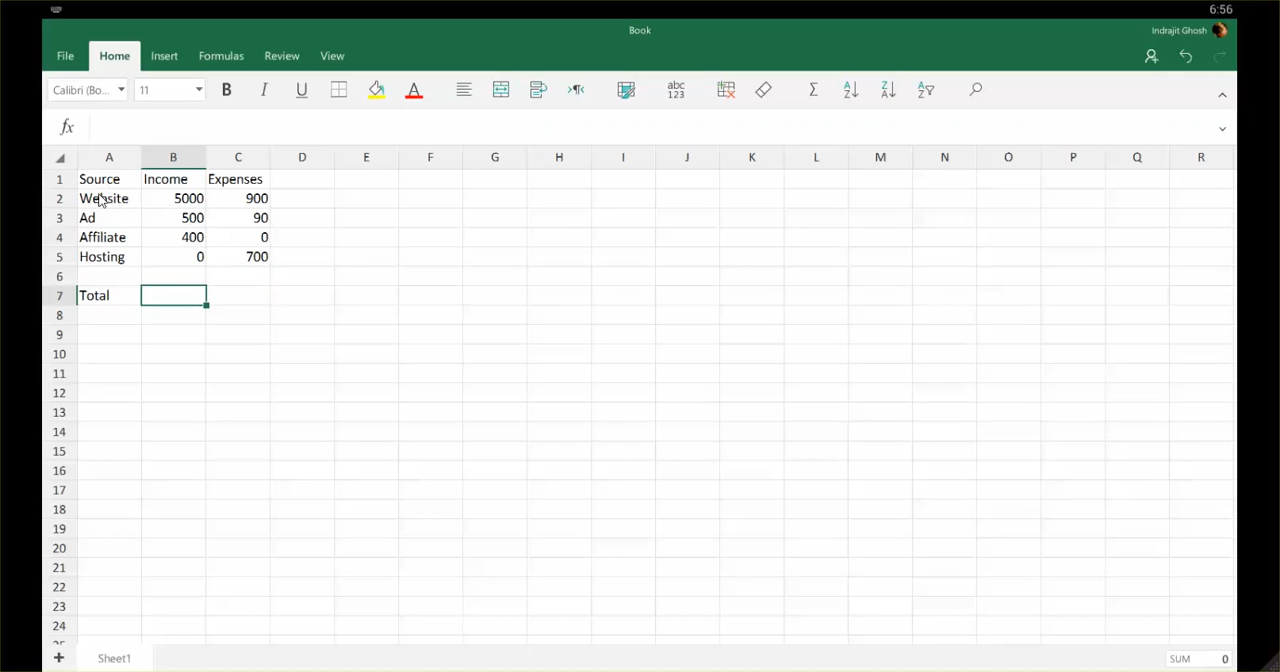 6:56
Book
Indrajit Ghosh
File Home Insert Formulas Review View
Calibri (Bo... 11 B I U A abc 123 Σ A Z Z A A Z
fx
A B C D E F G H I J K L M N O P Q R
1 Source Income Expenses
2 Website 5000 900
3 Ad 500 90
4 Affiliate 400 0
5 Hosting 0 700
6
7 Total
8
9
10
11
12
13
14
15
16
17
18
19
20
21
22
23
24
25
+ Sheet1 SUM 0